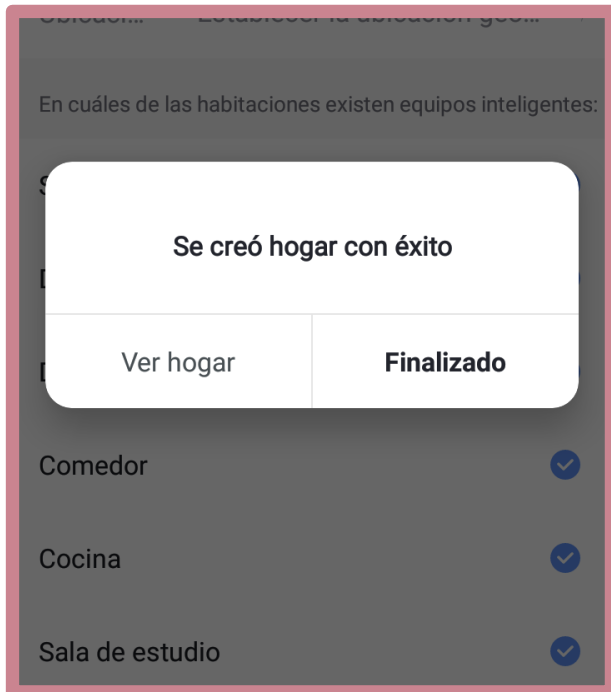 En cuáles de las habitaciones existen equipos inteligentes:
Se creó hogar con éxito
Ver hogar
Finalizado
Comedor
Cocina
Sala de estudio